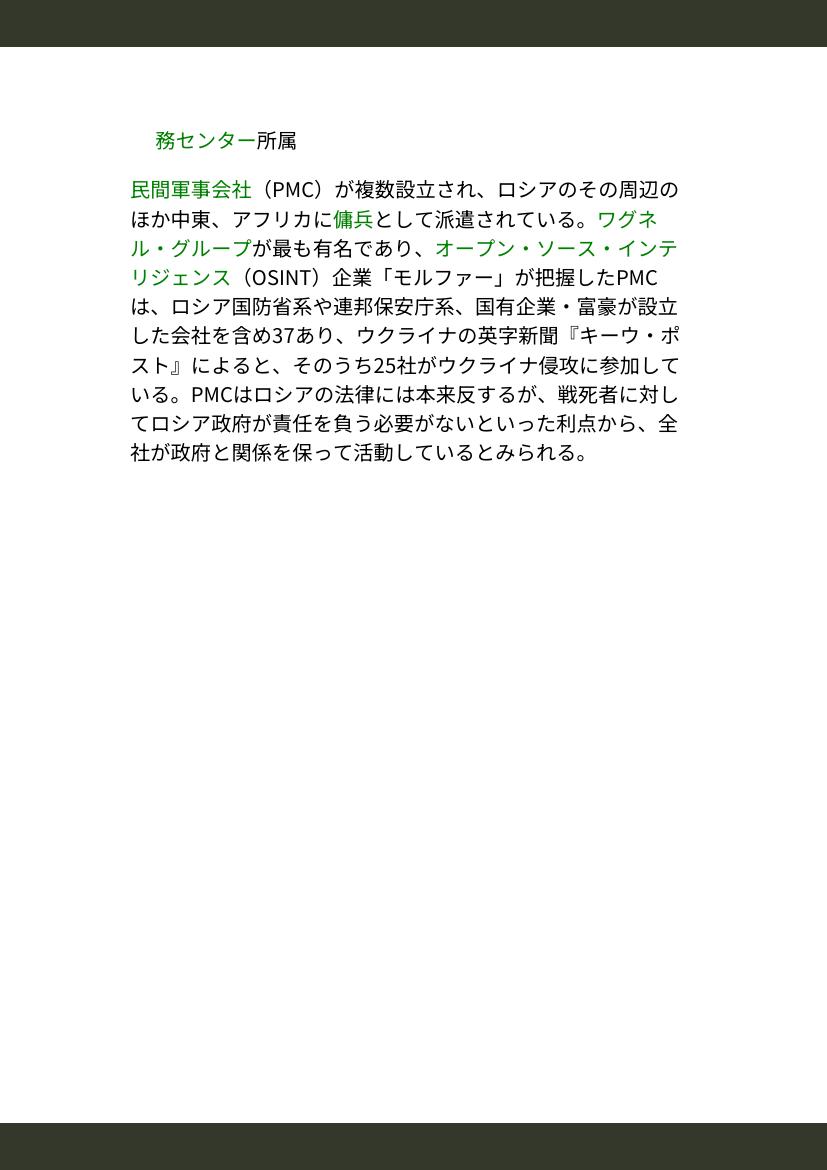 務センター所属
民間軍事会社（PMC）が複数設立され、ロシアのその周辺の
ほか中東、アフリカに傭兵として派遣されている。ワグネ
ル・グループが最も有名であり、オープン・ソース・インテ
リジェンス（OSINT）企業「モルファー」が把握したPMC
は、ロシア国防省系や連邦保安庁系、国有企業・富豪が設立
した会社を含め37あり、ウクライナの英字新聞『キーウ・ポ
スト』によると、そのうち25社がウクライナ侵攻に参加して
いる。PMCはロシアの法律には本来反するが、戦死者に対し
てロシア政府が責任を負う必要がないといった利点から、全
社が政府と関係を保って活動しているとみられる。